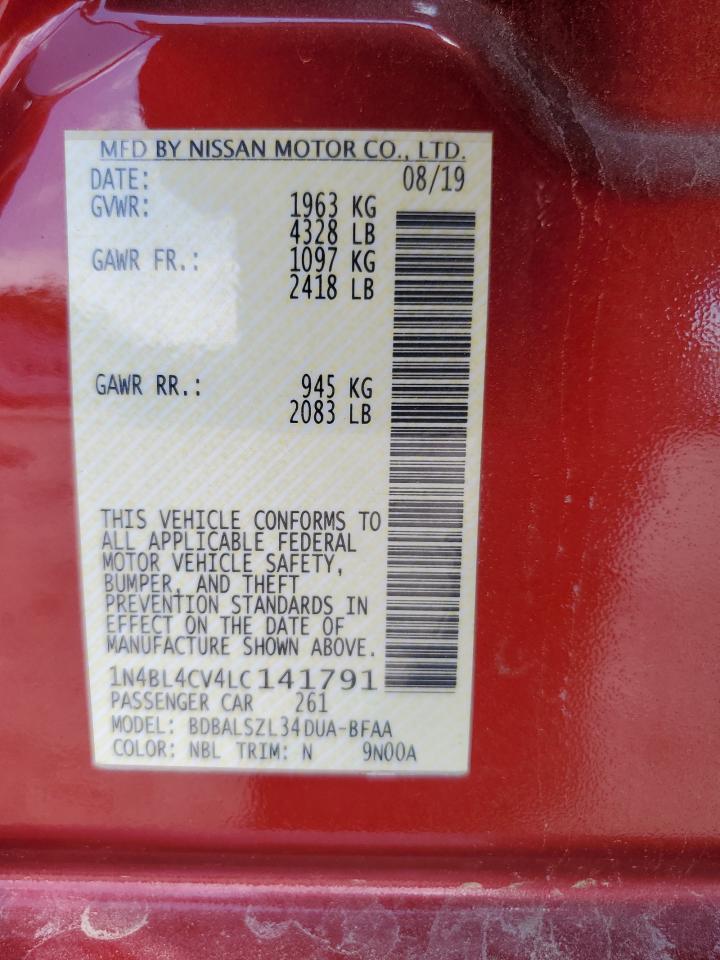 MFD BY NISSAN MOTOR CO., LTD.
DATE: 08/19
GVWR: 1963 KG
4328 LB
GAWR FR.: 1097 KG
2418 LB
GAWR RR.: 945 KG
2083 LB
THIS VEHICLE CONFORMS TO
ALL APPLICABLE FEDERAL
MOTOR VEHICLE SAFETY,
BUMPER, AND THEFT
PREVENTION STANDARDS IN
EFFECT ON THE DATE OF
MANUFACTURE SHOWN ABOVE.
1N4BL4CV4LC141791
PASSENGER CAR 261
MODEL: BDBALSZL34DUA-BFAA
COLOR: NBL TRIM: N 9N00A